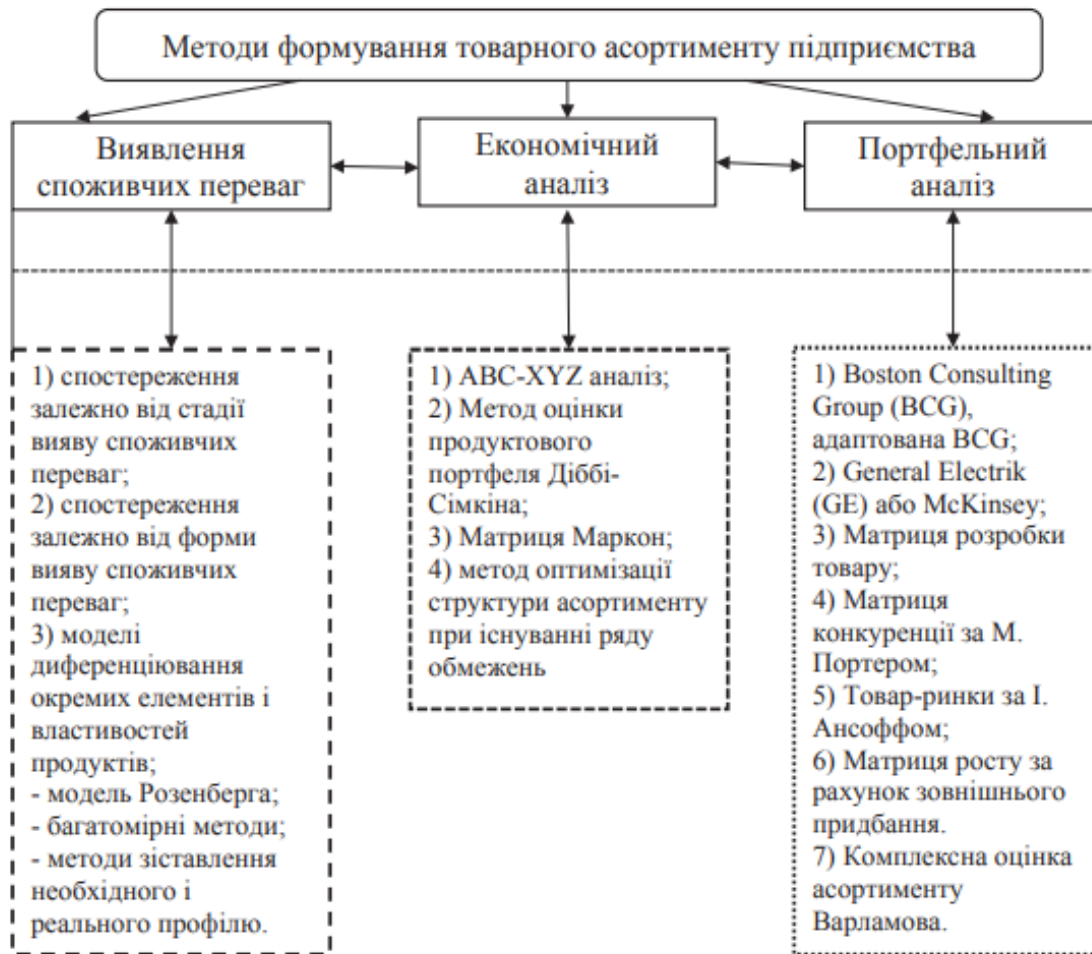 Методи формування товарного асортименту підприємства
Виявлення
споживчих переваг
Економічний
аналіз
Портфельний
аналіз
1) спостереження
залежно від стадії
вияву споживчих
переваг;
2) спостереження
залежно від форми
вияву споживчих
переваг;
3) моделі
диференціювання
окремих елементів і
властивостей
продуктів;
- модель Розенберга;
- багатомірні методи;
- методи зіставлення
необхідного і
реального профілю.
1) ABC-XYZ аналіз;
2) Метод оцінки
продуктового
портфеля Діббі-
Сімкіна;
3) Матриця Маркон;
4) метод оптимізації
структури асортименту
при існуванні ряду
обмежень
1) Boston Consulting
Group (BCG),
адаптована BCG;
2) General Electrik
(GE) або McKinsey;
3) Матриця розробки
товару;
4) Матриця
конкуренції за М.
Портером;
5) Товар-ринки за І.
Ансоффом;
6) Матриця росту за
рахунок зовнішнього
придбання.
7) Комплексна оцінка
асортименту
Варламова.